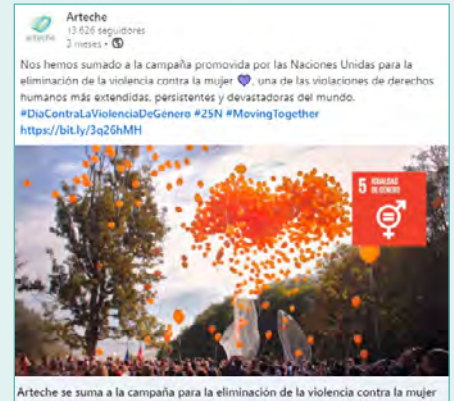 Arteche
13.626 seguidores
2 meses •
arteche
Nos hemos sumado a la campaña promovida por las Naciones Unidas para la
eliminación de la violencia contra la mujer 💜, una de las violaciones de derechos
humanos más extendidas, persistentes y devastadoras del mundo.
#DiaContraLaViolenciaDeGenero #25N #MovingTogether
https://bit.ly/3q26hMH
5 IGUALDAD
DE GÉNERO
Arteche se suma a la campaña para la eliminación de la violencia contra la mujer